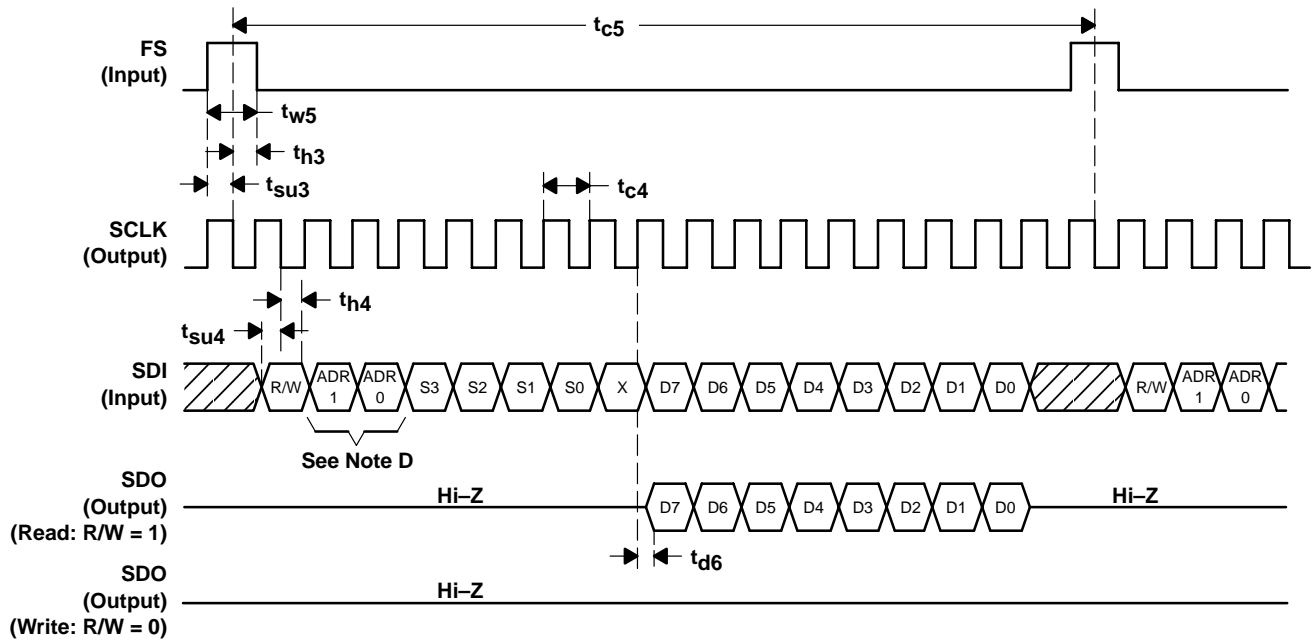 tc5
FS
(Input)
tw5
th3
tsu3
tc4
SCLK
(Output)
th4
tsu4
SDI
(Input)
R/W ADR 1 ADR 0 S3 S2 S1 S0 X D7 D6 D5 D4 D3 D2 D1 D0 R/W ADR 1 ADR 0
See Note D
SDO
(Output)
(Read: R/W = 1)
Hi–Z
D7 D6 D5 D4 D3 D2 D1 D0
Hi–Z
td6
SDO
(Output)
(Write: R/W = 0)
Hi–Z